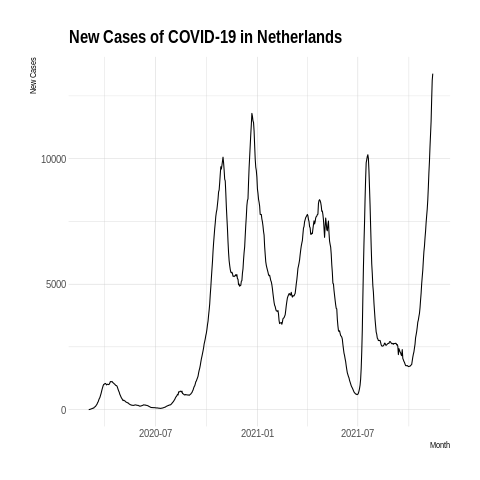 New Cases of COVID-19 in Netherlands
New Cases
10000
5000
0
2020-07
2021-01
2021-07
Month